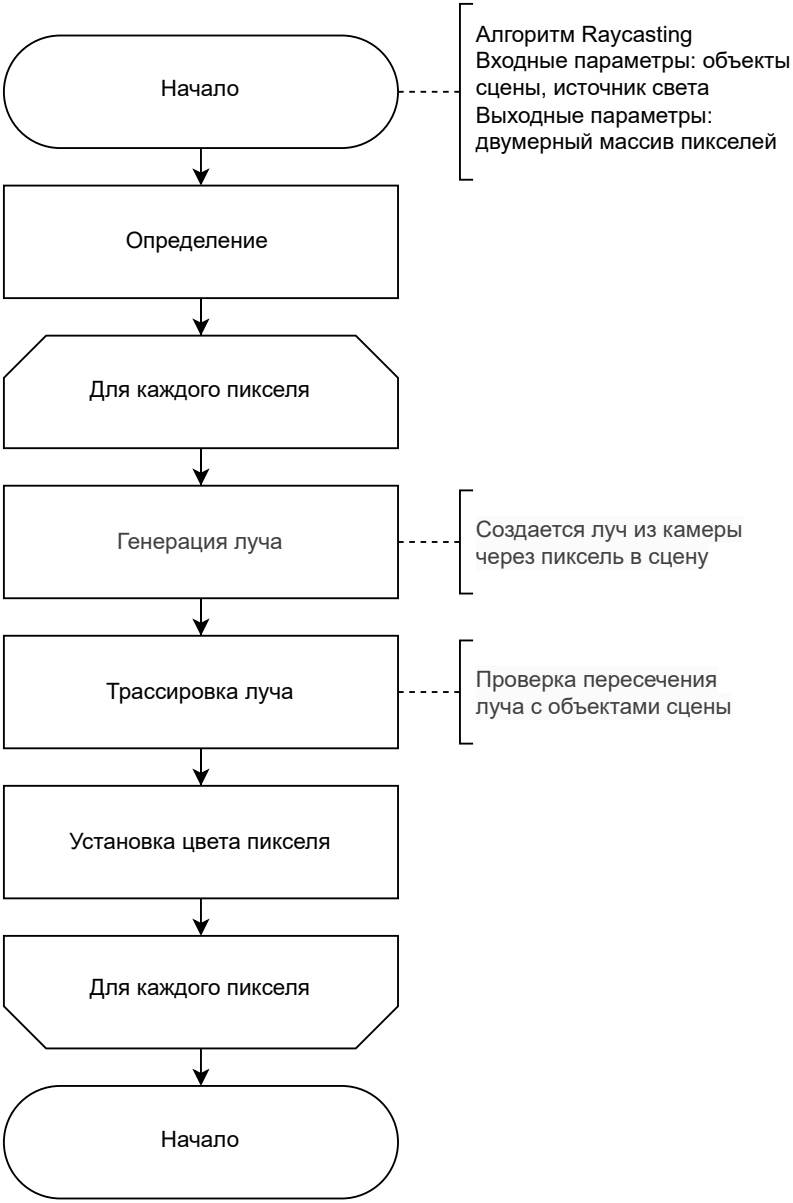 Начало
Алгоритм Raycasting
Входные параметры: объекты
сцены, источник света
Выходные параметры:
двумерный массив пикселей
Определение
Для каждого пикселя
Генерация луча
Создается луч из камеры
через пиксель в сцену
Трассировка луча
Проверка пересечения
луча с объектами сцены
Установка цвета пикселя
Для каждого пикселя
Начало